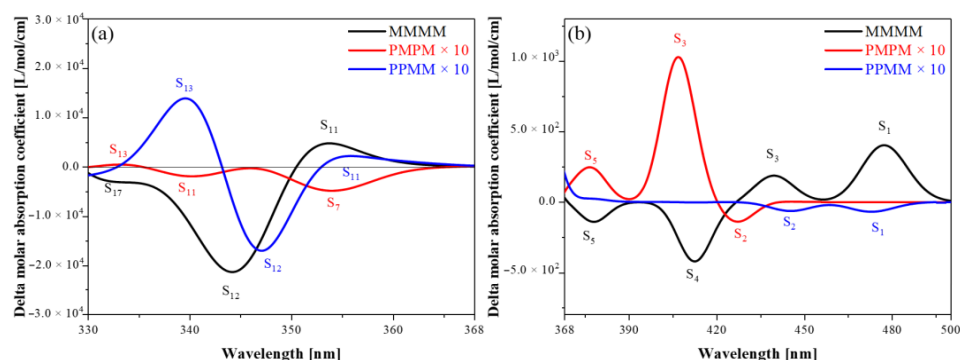 (a)
MMMM
PMPM × 10
PPMM × 10
Delta molar absorption coefficient [L/mol/cm]
3.0 × 10⁴
2.0 × 10⁴
1.0 × 10⁴
0.0
−1.0 × 10⁴
−2.0 × 10⁴
−3.0 × 10⁴
S₁₃
S₁₁
S₁₃
S₁₇
S₁₁
S₁₁
S₇
S₁₂
S₁₂
330 340 350 360 368
Wavelength [nm]
(b)
MMMM
PMPM × 10
PPMM × 10
Delta molar absorption coefficient [L/mol/cm]
1.0 × 10³
5.0 × 10²
0.0
−5.0 × 10²
S₃
S₁
S₅
S₃
S₅
S₂
S₂
S₁
S₄
368 390 420 450 480 500
Wavelength [nm]